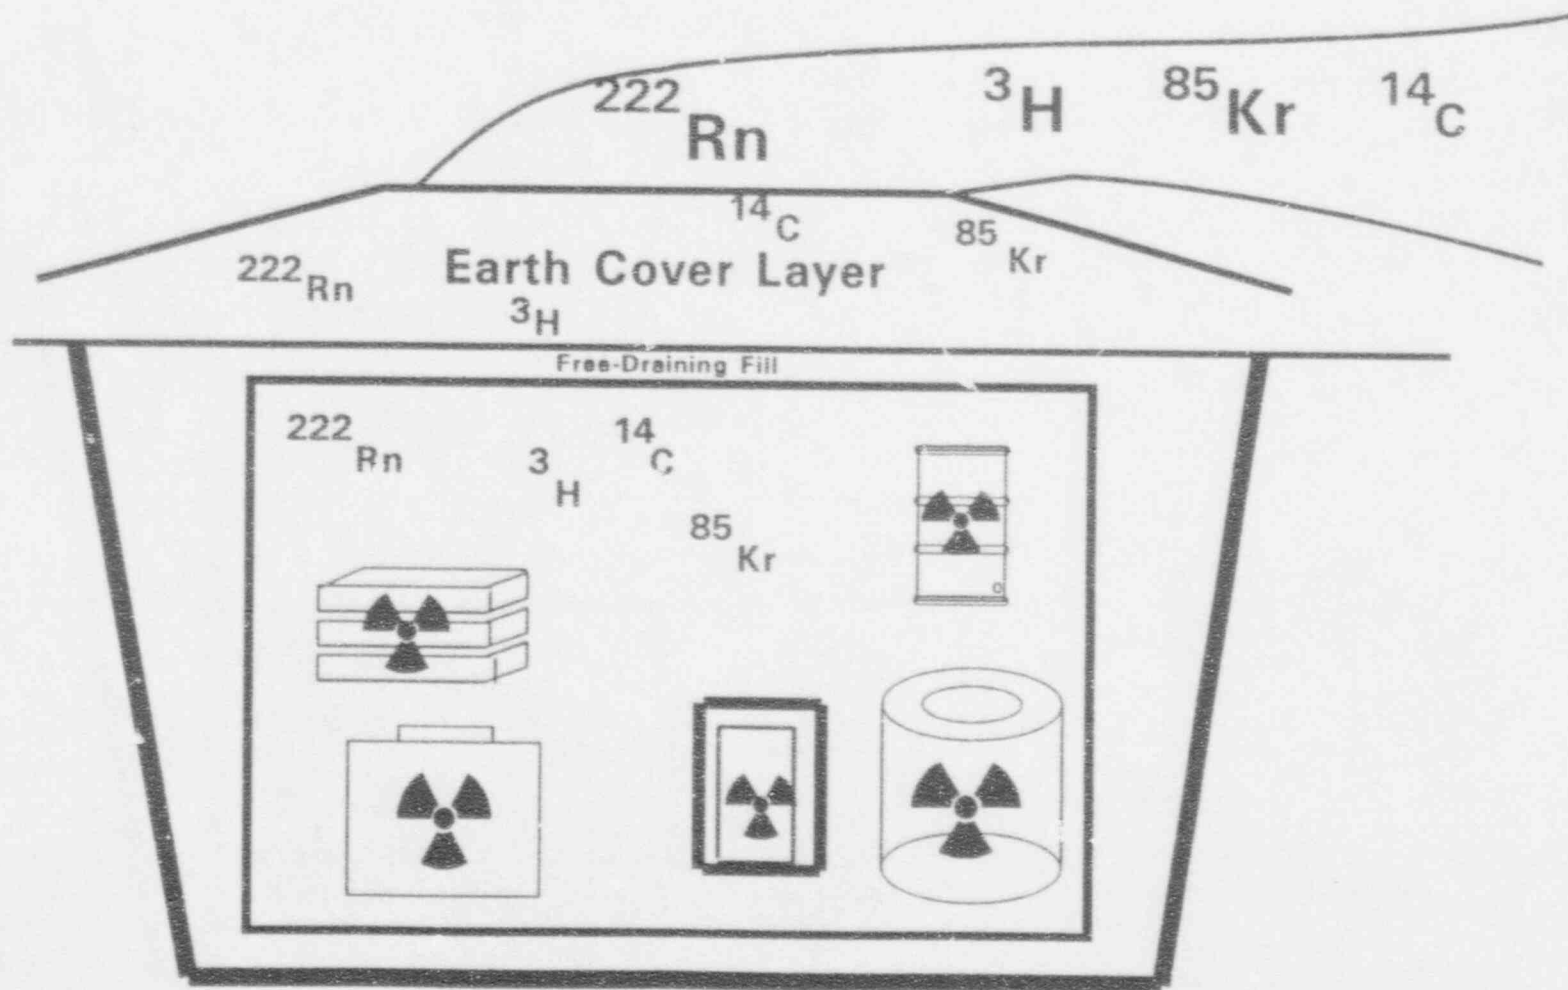 ²²²Rn ³H ⁸⁵Kr ¹⁴C
¹⁴C
⁸⁵Kr
²²²Rn
Earth Cover Layer
³H
Free-Draining Fill
²²²Rn
³H
¹⁴C
⁸⁵Kr